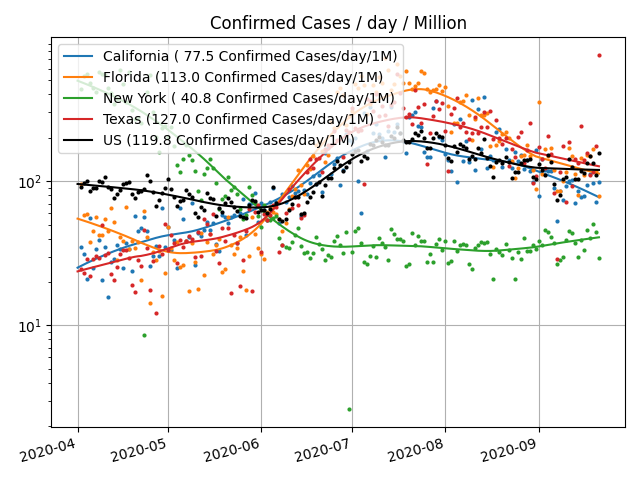 Confirmed Cases / day / Million
California ( 77.5 Confirmed Cases/day/1M)
Florida (113.0 Confirmed Cases/day/1M)
New York ( 40.8 Confirmed Cases/day/1M)
Texas (127.0 Confirmed Cases/day/1M)
US (119.8 Confirmed Cases/day/1M)
10²
10¹
2020-04 2020-05 2020-06 2020-07 2020-08 2020-09